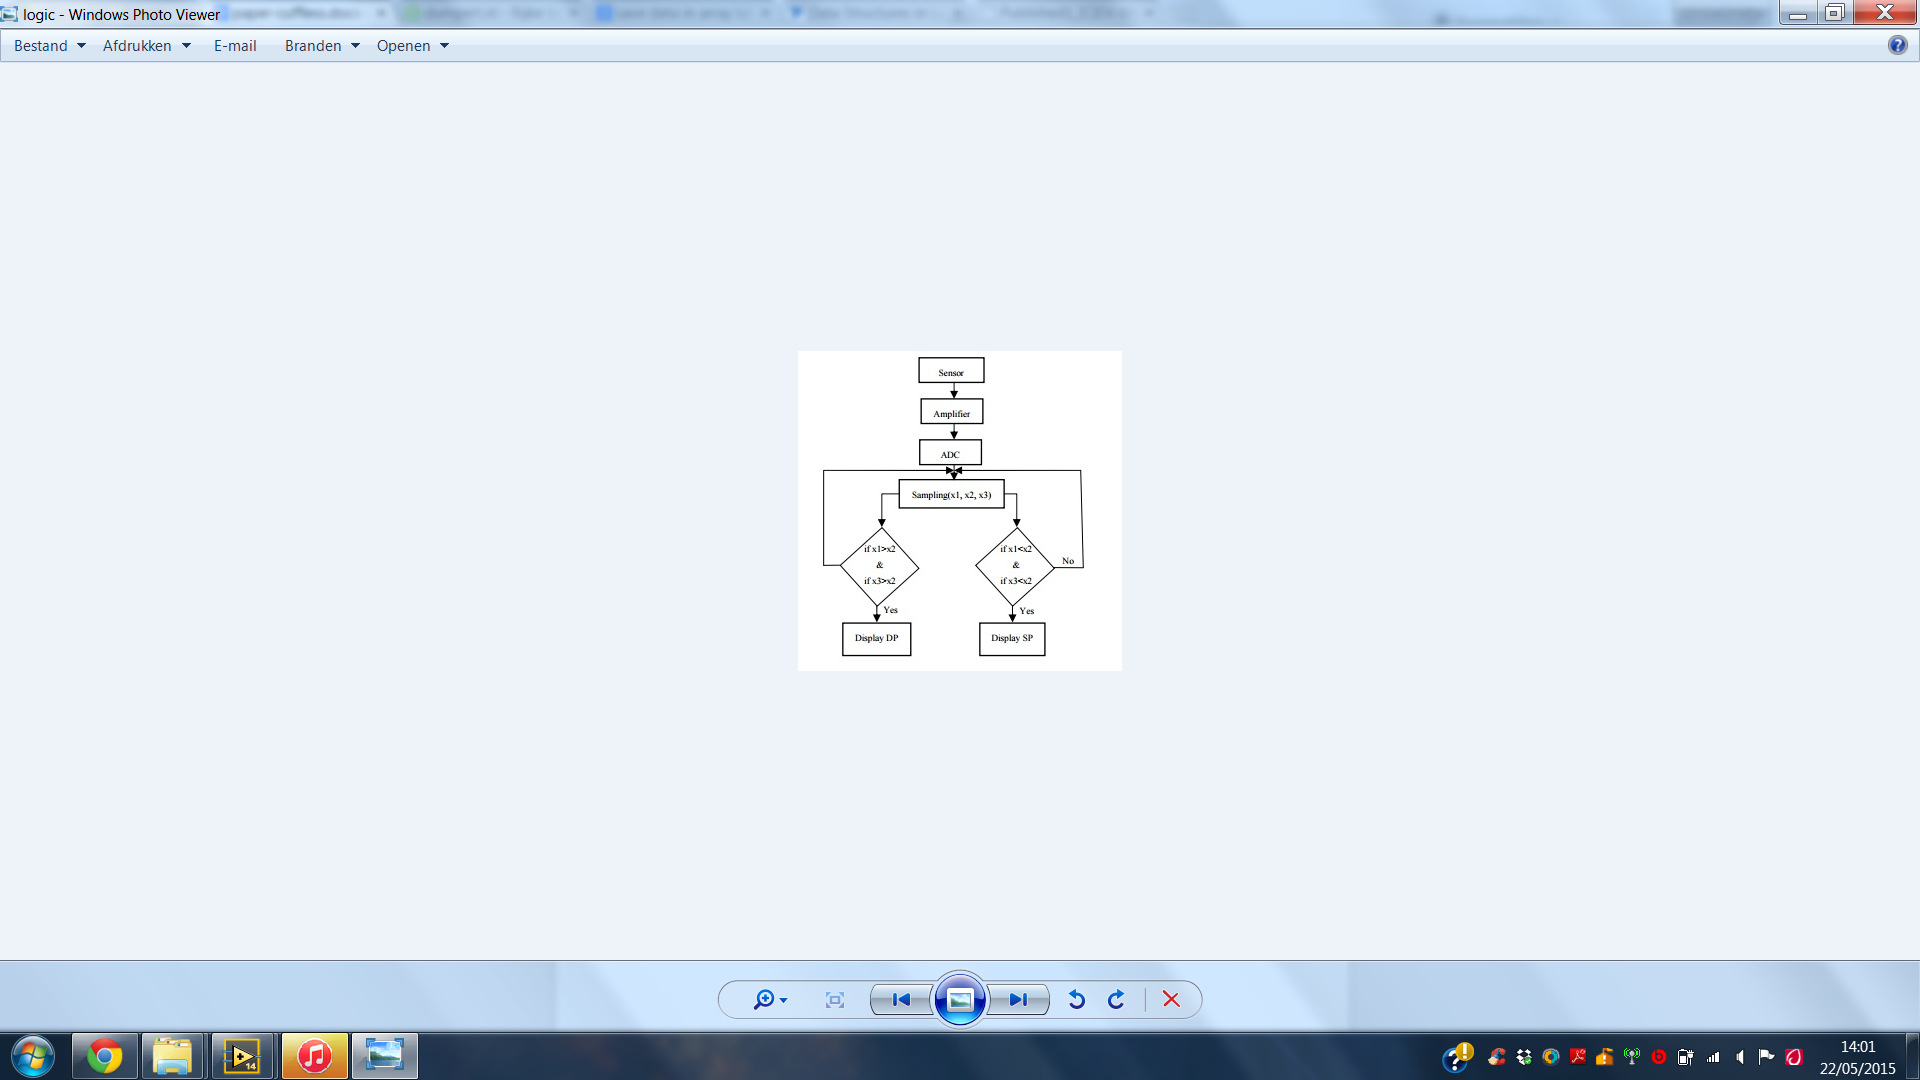 logic - Windows Photo Viewer
Bestand Afdrukken E-mail Branden Openen
Sensor
Amplifier
ADC
Sampling(x1, x2, x3)
if x1>x2
&
if x3>x2
if x1<x2
&
if x3<x2
No
Yes
Yes
Display DP
Display SP
14
14:01
22/05/2015